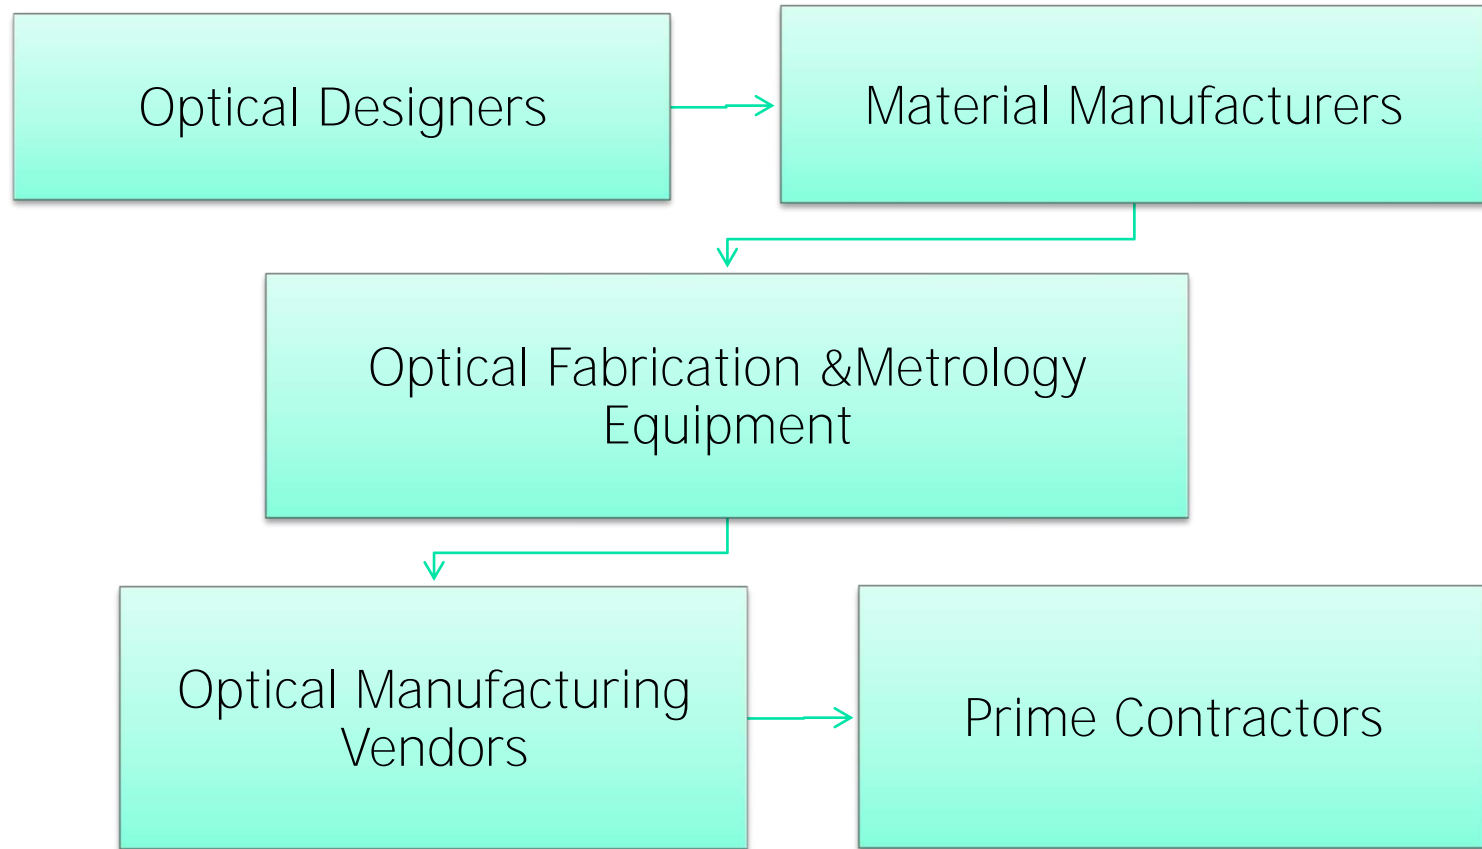 Optical Designers
Material Manufacturers
Optical Fabrication &Metrology
Equipment
Optical Manufacturing
Vendors
Prime Contractors